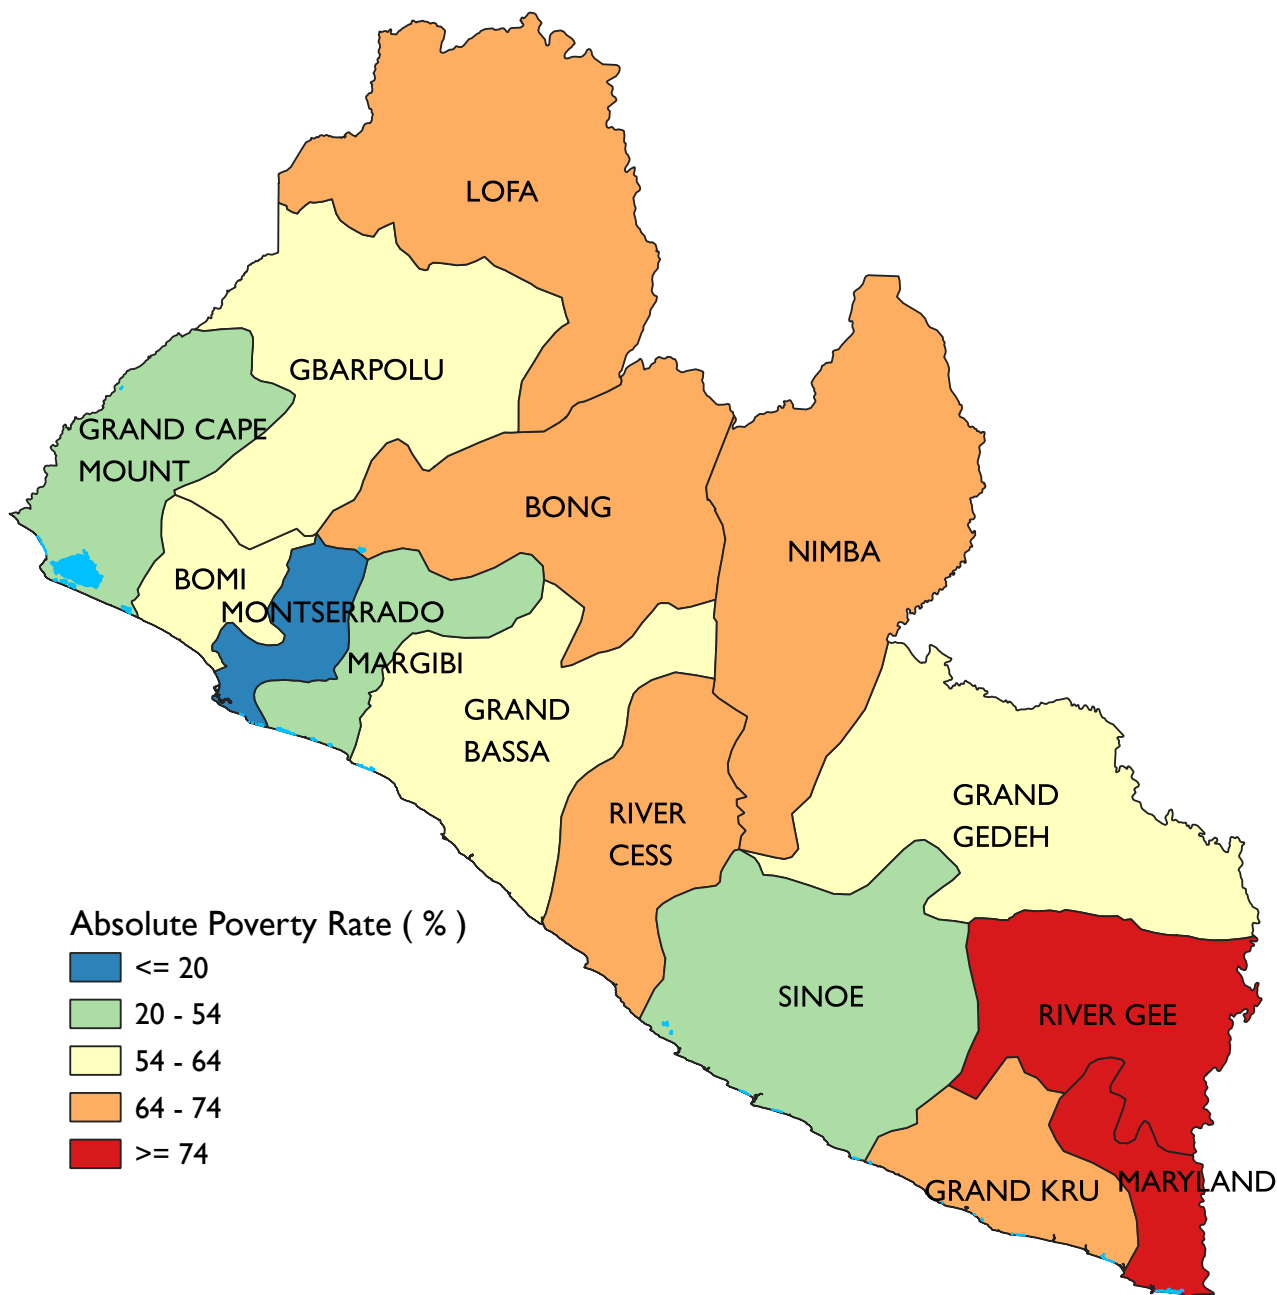 LOFA
GBARPOLU
GRAND CAPE
MOUNT
BONG
NIMBA
BOMI
MONTSERRADO
MARGIBI
GRAND
BASSA
GRAND
GEDEH
RIVER
CESS
Absolute Poverty Rate ( % )
<= 20
20 - 54
54 - 64
64 - 74
>= 74
SINOE
RIVER GEE
MARYLAND
GRAND KRU